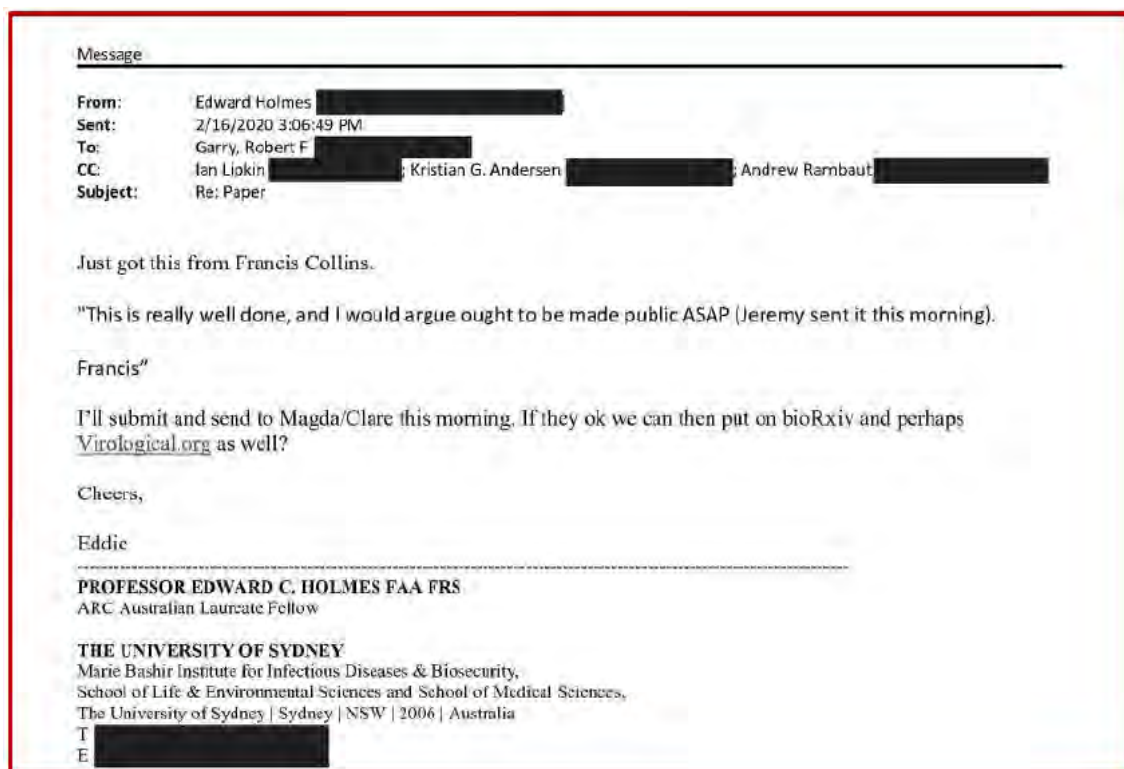 Message
From: Edward Holmes
Sent: 2/16/2020 3:06:49 PM
To: Garry, Robert F
CC: Ian Lipkin ; Kristian G. Andersen ; Andrew Rambaut
Subject: Re: Paper
Just got this from Francis Collins.
"This is really well done, and I would argue ought to be made public ASAP (Jeremy sent it this morning).
Francis"
I'll submit and send to Magda/Clare this morning. If they ok we can then put on bioRxiv and perhaps
Virological.org as well?
Cheers,
Eddie
PROFESSOR EDWARD C. HOLMES FAA FRS
ARC Australian Laureate Fellow
THE UNIVERSITY OF SYDNEY
Marie Bashir Institute for Infectious Diseases & Biosecurity,
School of Life & Environmental Sciences and School of Medical Sciences,
The University of Sydney | Sydney | NSW | 2006 | Australia
T
E